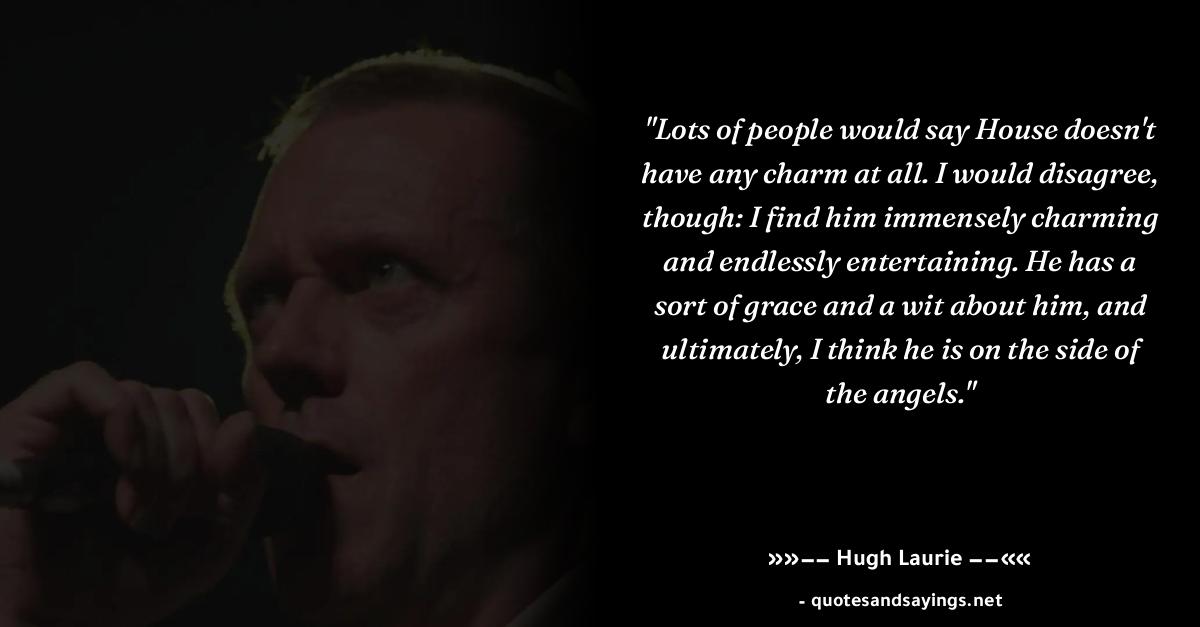 "Lots of people would say House doesn't
have any charm at all. I would disagree,
though: I find him immensely charming
and endlessly entertaining. He has a
sort of grace and a wit about him, and
ultimately, I think he is on the side of
the angels."
»»–– Hugh Laurie ––««
- quotesandsayings.net